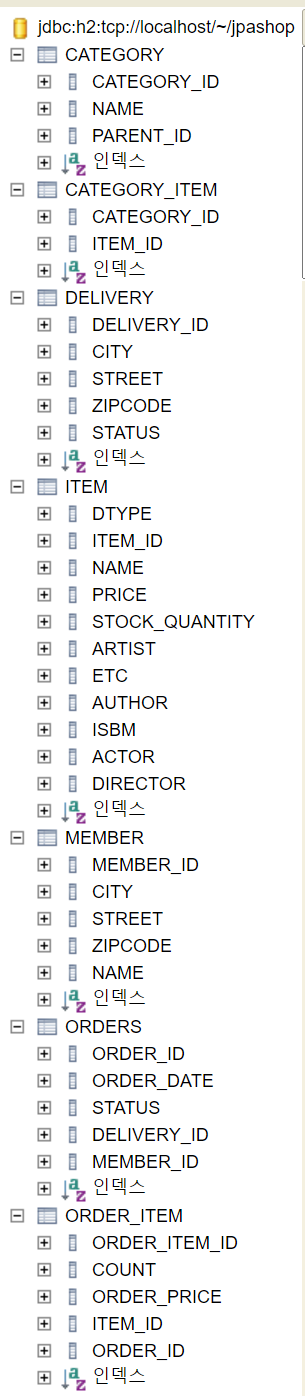 jdbc:h2:tcp://localhost/~/jpashop
CATEGORY
CATEGORY_ID
NAME
PARENT_ID
인덱스
CATEGORY_ITEM
CATEGORY_ID
ITEM_ID
인덱스
DELIVERY
DELIVERY_ID
CITY
STREET
ZIPCODE
STATUS
인덱스
ITEM
DTYPE
ITEM_ID
NAME
PRICE
STOCK_QUANTITY
ARTIST
ETC
AUTHOR
ISBM
ACTOR
DIRECTOR
인덱스
MEMBER
MEMBER_ID
CITY
STREET
ZIPCODE
NAME
인덱스
ORDERS
ORDER_ID
ORDER_DATE
STATUS
DELIVERY_ID
MEMBER_ID
인덱스
ORDER_ITEM
ORDER_ITEM_ID
COUNT
ORDER_PRICE
ITEM_ID
ORDER_ID
인덱스